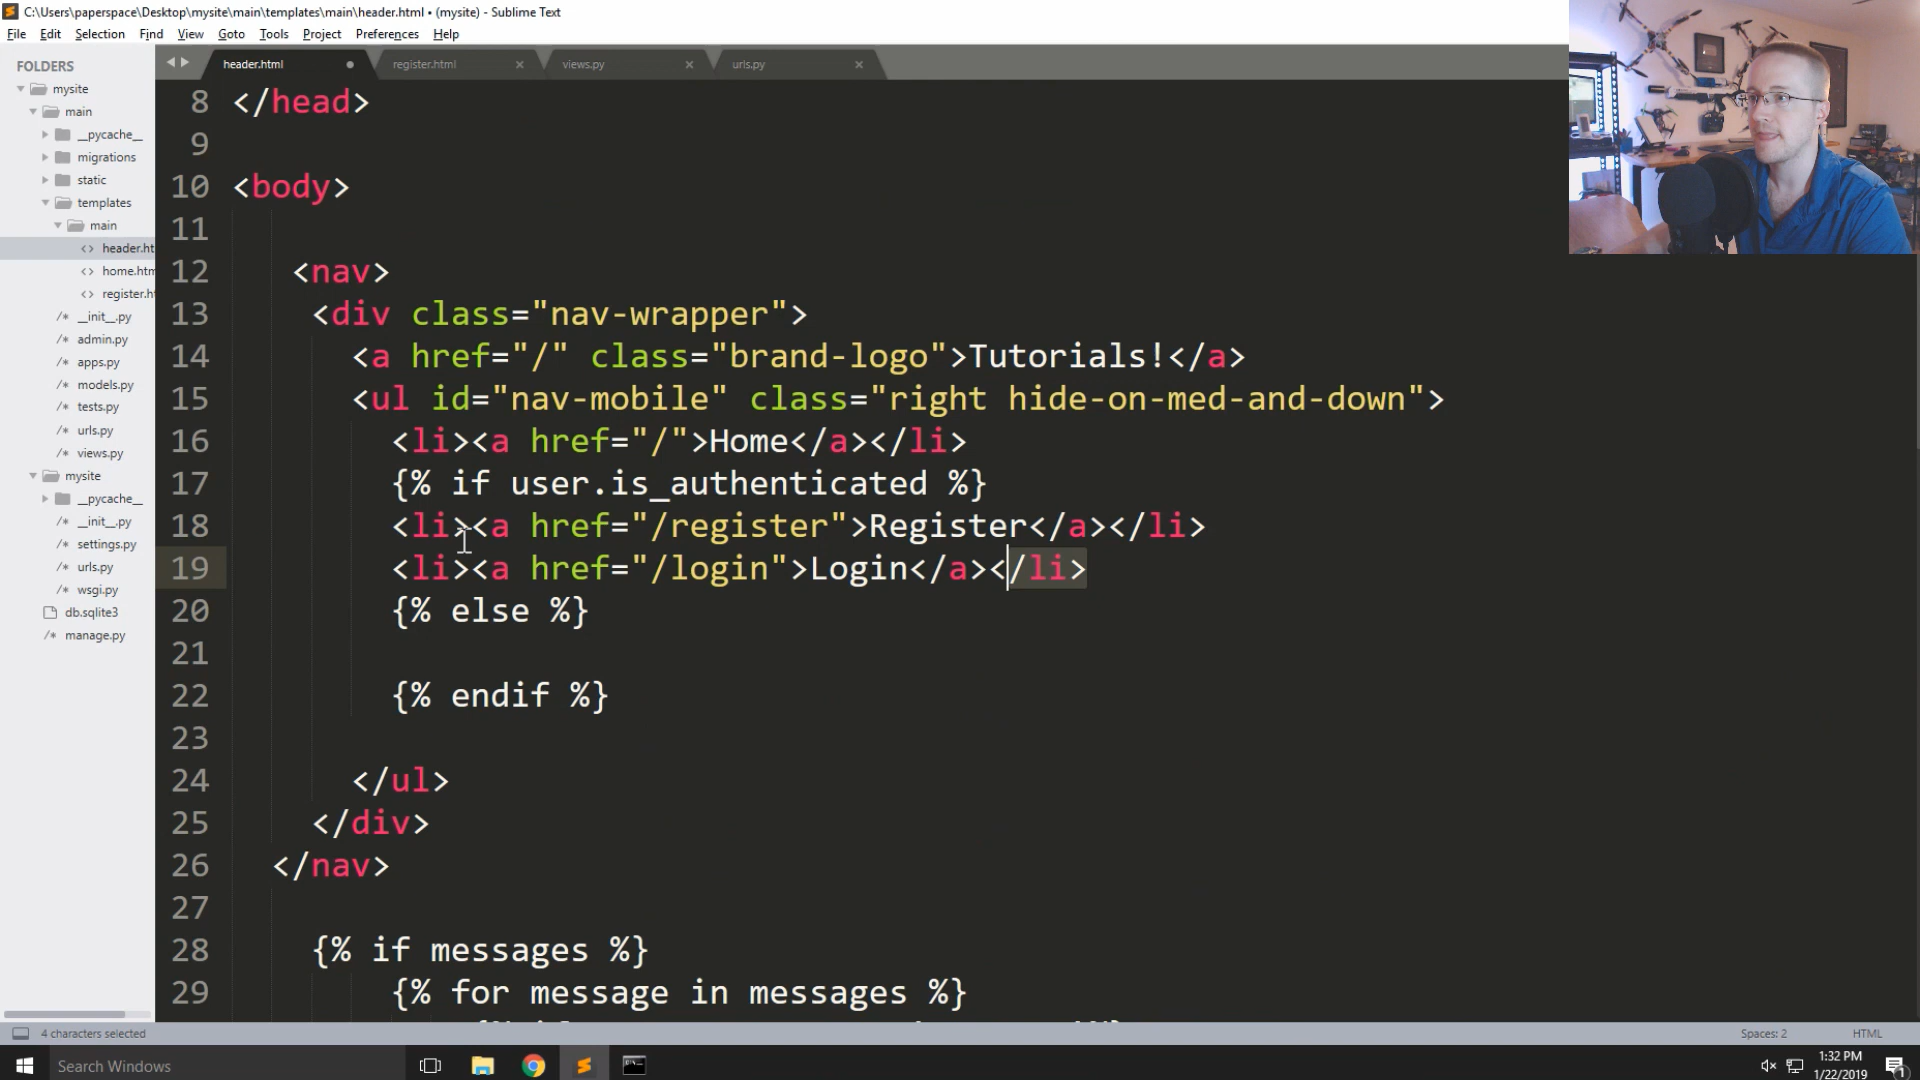 C:\Users\paperspace\Desktop\mysite\main\templates\main\header.html • (mysite) - Sublime Text
File Edit Selection Find View Goto Tools Project Preferences Help
FOLDERS
mysite
main
__pycache__
migrations
static
templates
main
<> header.ht
<> home.htm
<> register.h
/* __init__.py
/* admin.py
/* apps.py
/* models.py
/* tests.py
/* urls.py
/* views.py
mysite
__pycache__
/* __init__.py
/* settings.py
/* urls.py
/* wsgi.py
db.sqlite3
/* manage.py
header.html register.html views.py urls.py
8 </head>
9
10 <body>
11
12 <nav>
13 <div class="nav-wrapper">
14 <a href="/" class="brand-logo">Tutorials!</a>
15 <ul id="nav-mobile" class="right hide-on-med-and-down">
16 <li><a href="/">Home</a></li>
17 {% if user.is_authenticated %}
18 <li><a href="/register">Register</a></li>
19 <li><a href="/login">Login</a></li>
20 {% else %}
21
22 {% endif %}
23
24 </ul>
25 </div>
26 </nav>
27
28 {% if messages %}
29 {% for message in messages %}
4 characters selected
Spaces: 2 HTML
Search Windows
1:32 PM
1/22/2019
1